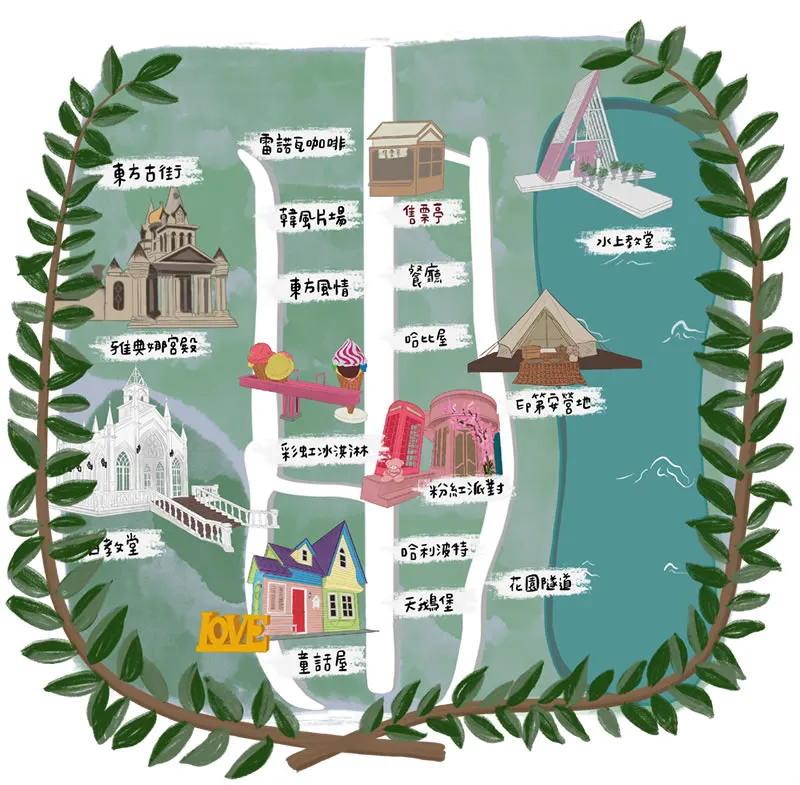 雷諾瓦咖啡
東方古街
韓風片場
售票亭
水上教堂
東方風情
餐廳
雅典娜宮殿
哈比屋
印第安營地
彩虹冰淇淋
粉紅派對
白教堂
哈利波特
天鵝堡
花園隧道
LOVE
童話屋